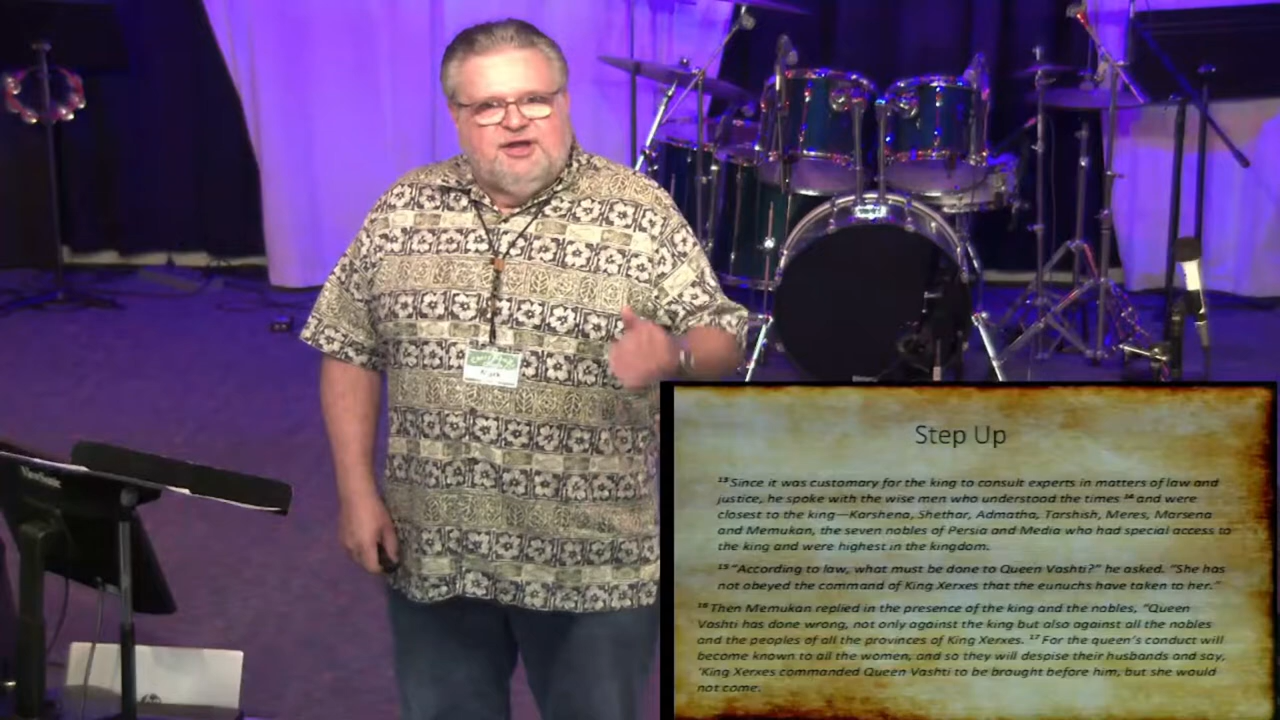 Step Up
¹³ Since it was customary for the king to consult experts in matters of law and
justice, he spoke with the wise men who understood the times ¹⁴ and were
closest to the king—Karshena, Shethar, Admatha, Tarshish, Meres, Marsena
and Memukan, the seven nobles of Persia and Media who had special access to
the king and were highest in the kingdom.
¹⁵ “According to law, what must be done to Queen Vashti?” he asked. “She has
not obeyed the command of King Xerxes that the eunuchs have taken to her.”
¹⁶ Then Memukan replied in the presence of the king and the nobles, “Queen
Vashti has done wrong, not only against the king but also against all the nobles
and the peoples of all the provinces of King Xerxes. ¹⁷ For the queen’s conduct will
become known to all the women, and so they will despise their husbands and say,
‘King Xerxes commanded Queen Vashti to be brought before him, but she would
not come.